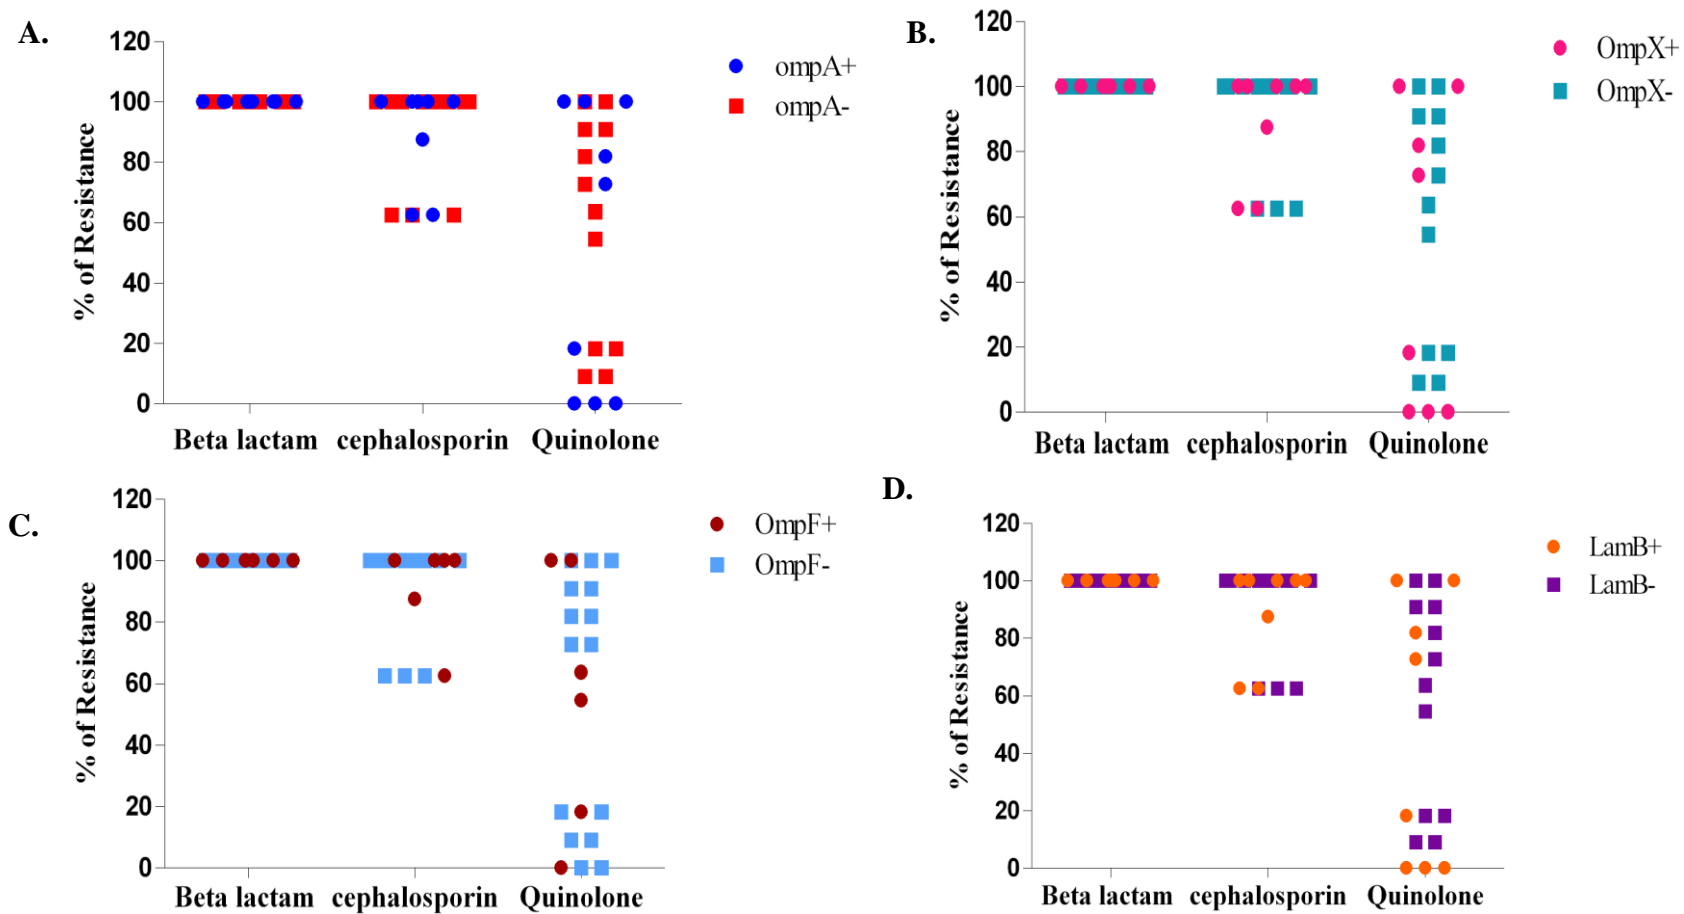 A.
120
100
80
60
40
20
0
% of Resistance
Beta lactam cephalosporin Quinolone
ompA+
ompA-
B.
120
100
80
60
40
20
0
% of Resistance
Beta lactam cephalosporin Quinolone
OmpX+
OmpX-
C.
120
100
80
60
40
20
0
% of Resistance
Beta lactam cephalosporin Quinolone
OmpF+
OmpF-
D.
120
100
80
60
40
20
0
% of Resistance
Beta lactam cephalosporin Quinolone
LamB+
LamB-